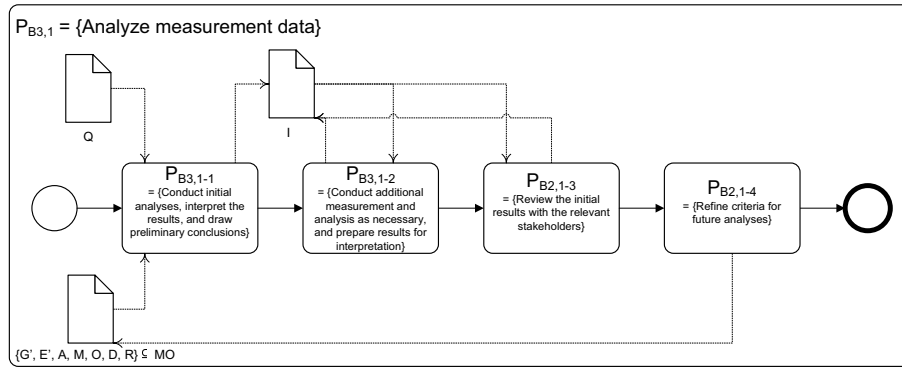 P_B3,1 = {Analyze measurement data}
Q
I
P_B3,1-1
= {Conduct initial
analyses, interpret the
results, and draw
preliminary conclusions}
P_B3,1-2
= {Conduct additional
measurement and
analysis as necessary,
and prepare results for
interpretation}
P_B2,1-3
= {Review the initial
results with the relevant
stakeholders}
P_B2,1-4
= {Refine criteria for
future analyses}
{G', E', A, M, O, D, R} ⊆ MO